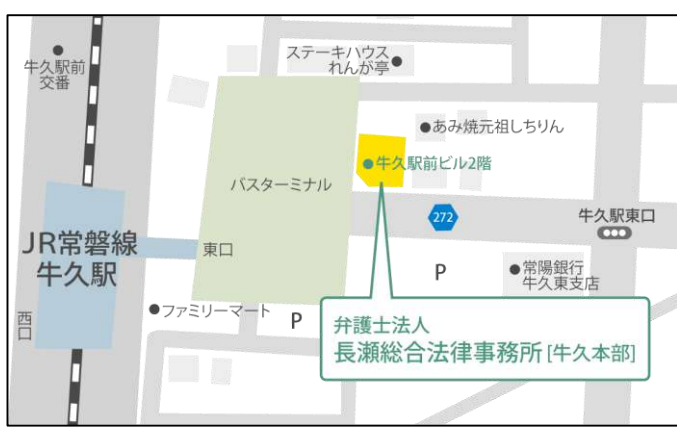 牛久駅前
交番
ステーキハウス
れんが亭
あみ焼元祖しちりん
牛久駅前ビル2階
バスターミナル
272
牛久駅東口
JR常磐線
牛久駅
東口
P
常陽銀行
牛久東支店
西口
ファミリーマート
P
弁護士法人
長瀬総合法律事務所[牛久本部]